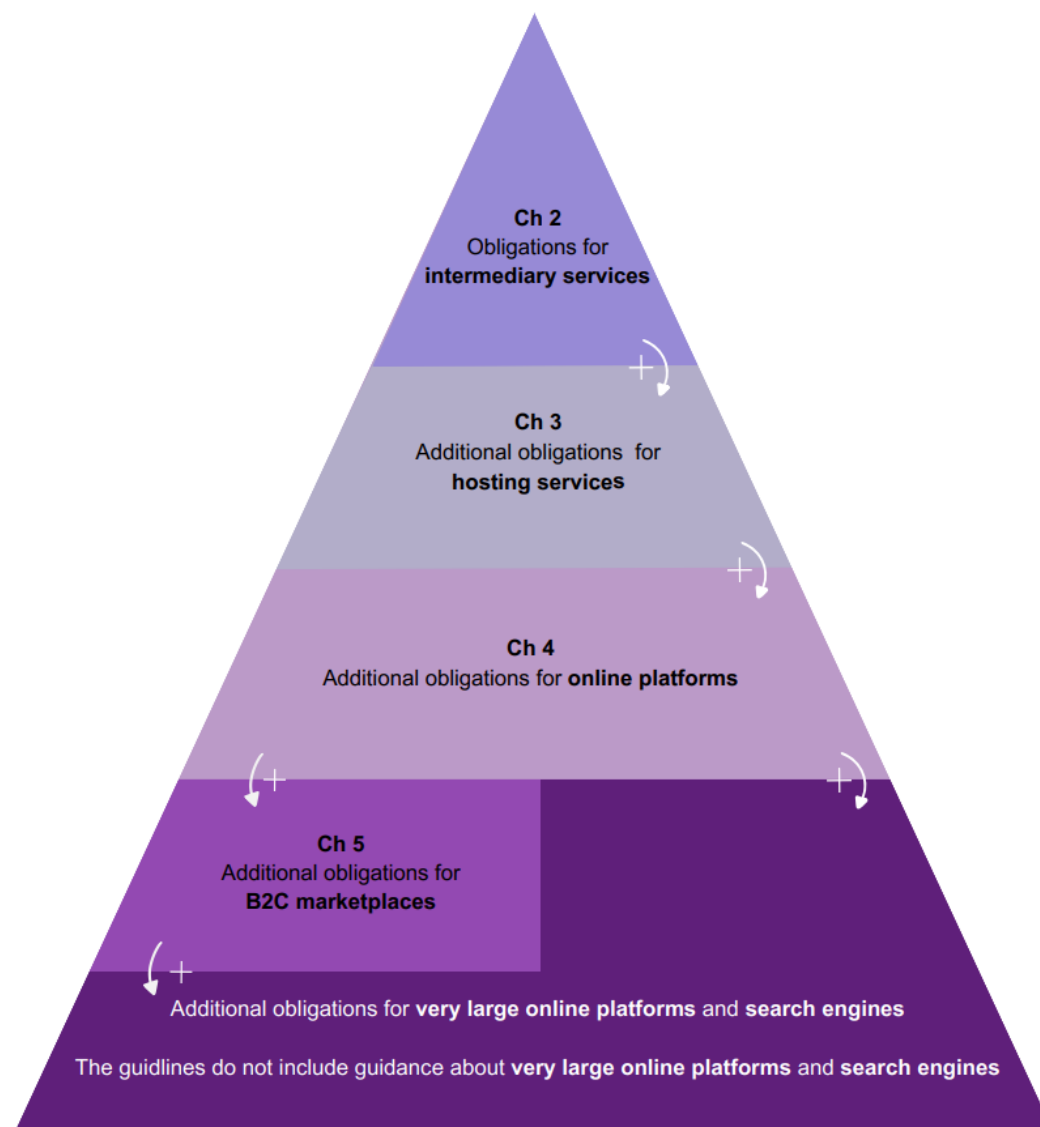 Ch 2
Obligations for
intermediary services
Ch 3
Additional obligations for
hosting services
Ch 4
Additional obligations for online platforms
Ch 5
Additional obligations for
B2C marketplaces
Additional obligations for very large online platforms and search engines
The guidlines do not include guidance about very large online platforms and search engines